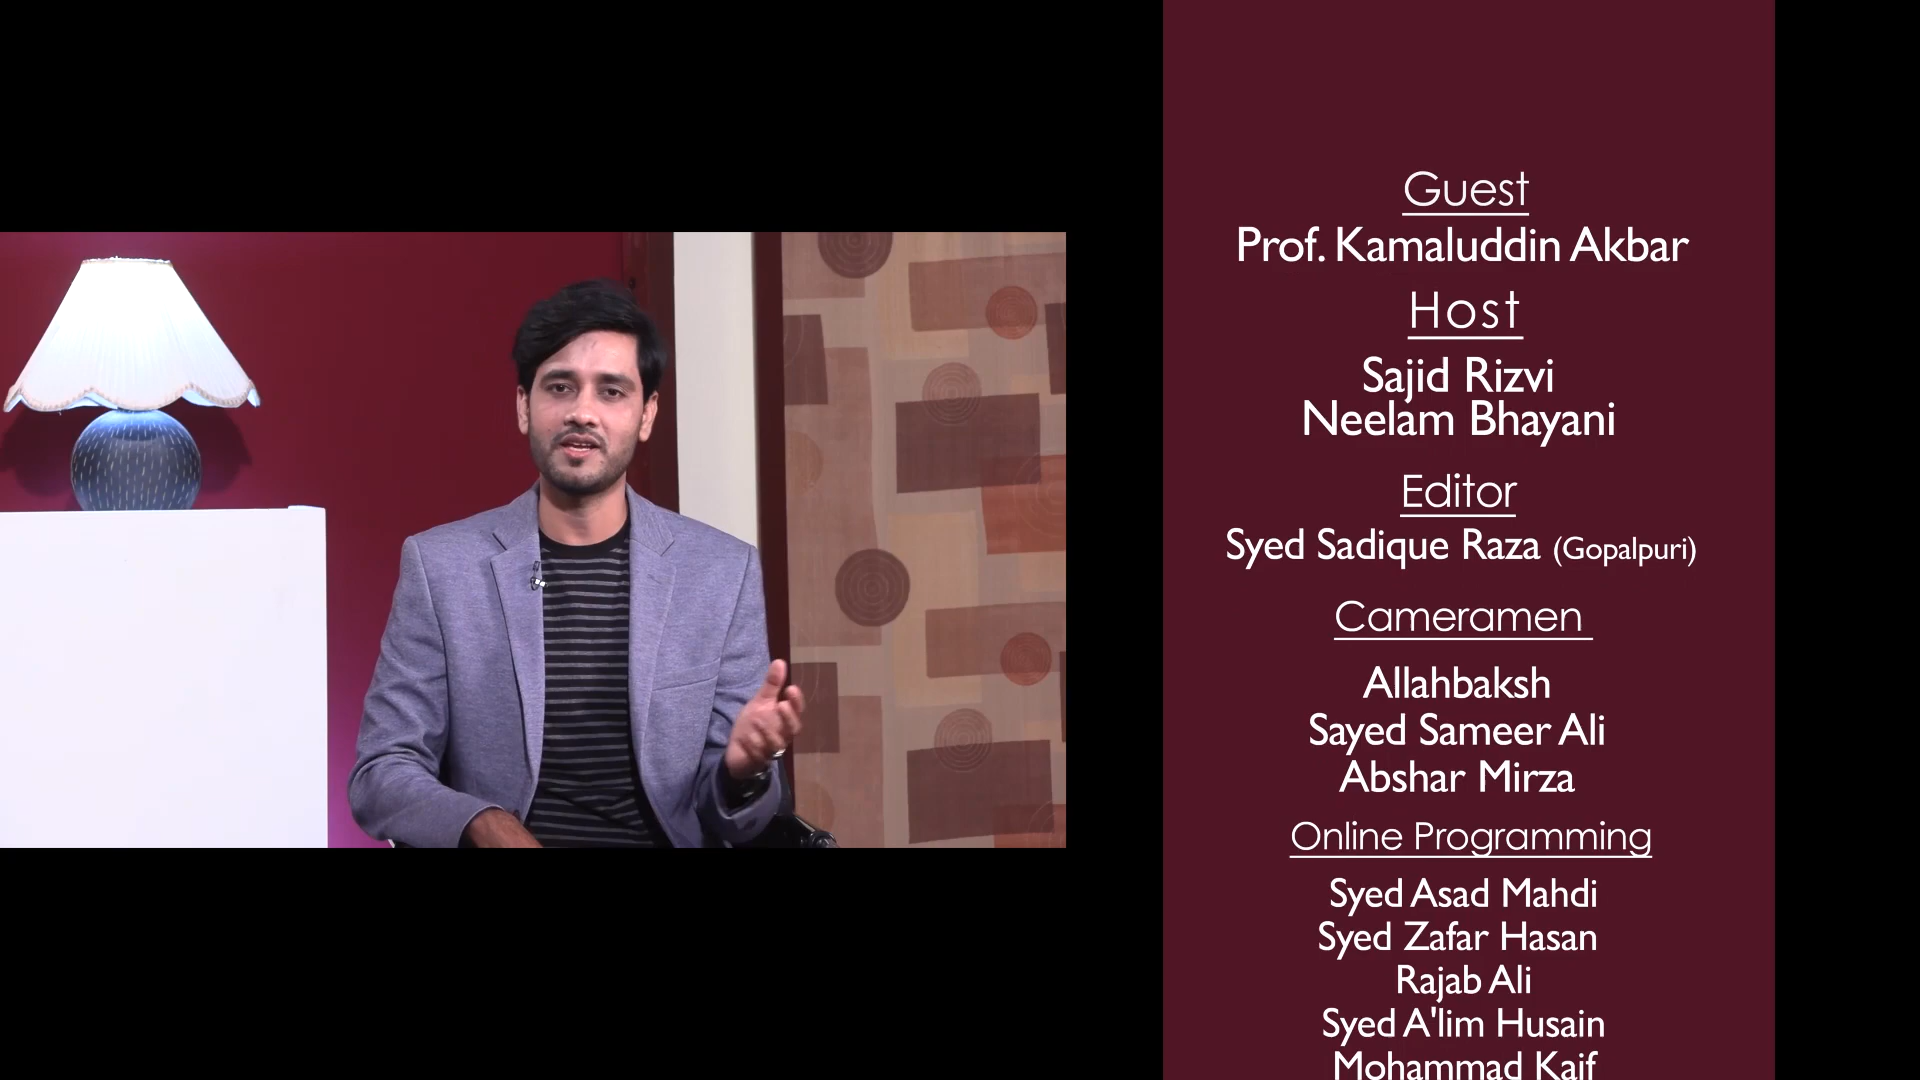 Guest
Prof. Kamaluddin Akbar
Host
Sajid Rizvi
Neelam Bhayani
Editor
Syed Sadique Raza (Gopalpuri)
Cameramen
Allahbaksh
Sayed Sameer Ali
Abshar Mirza
Online Programming
Syed Asad Mahdi
Syed Zafar Hasan
Rajab Ali
Syed A'lim Husain
Mohammad Kaif